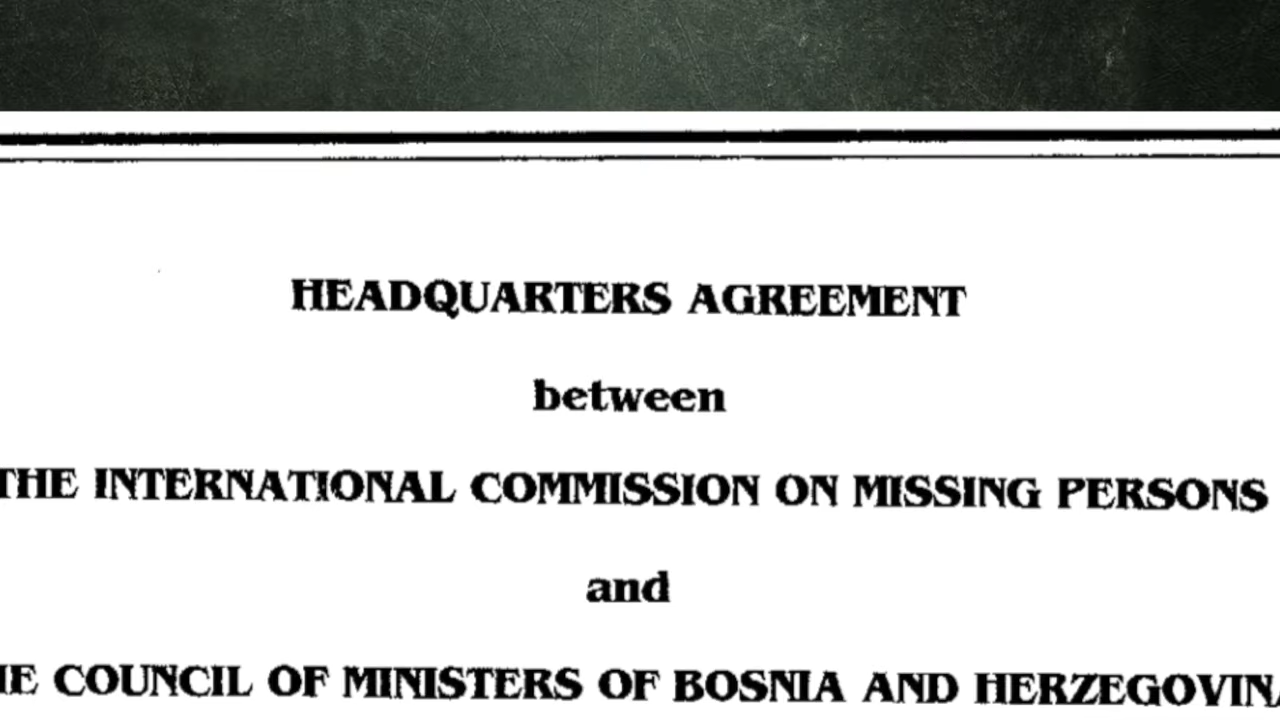 HEADQUARTERS AGREEMENT
between
THE INTERNATIONAL COMMISSION ON MISSING PERSONS
and
COUNCIL OF MINISTERS OF BOSNIA AND HERZEGOVINA